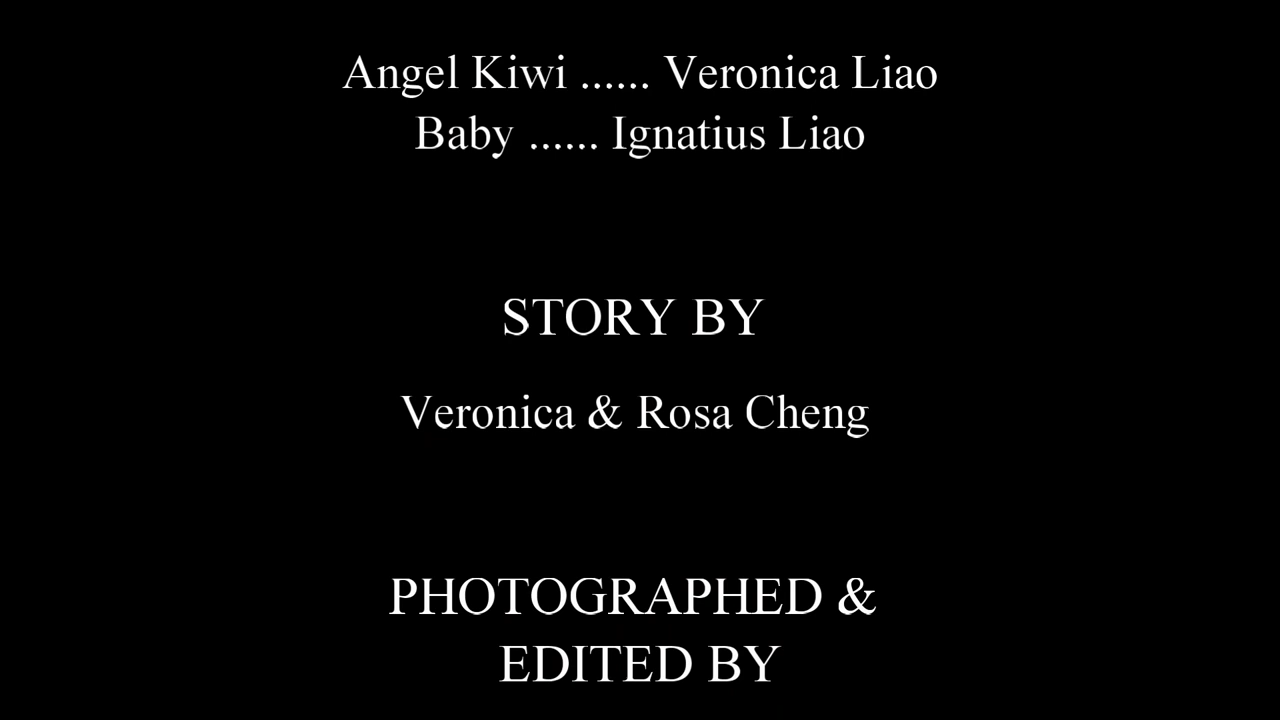 Angel Kiwi ...... Veronica Liao
Baby ...... Ignatius Liao
STORY BY
Veronica & Rosa Cheng
PHOTOGRAPHED &
EDITED BY